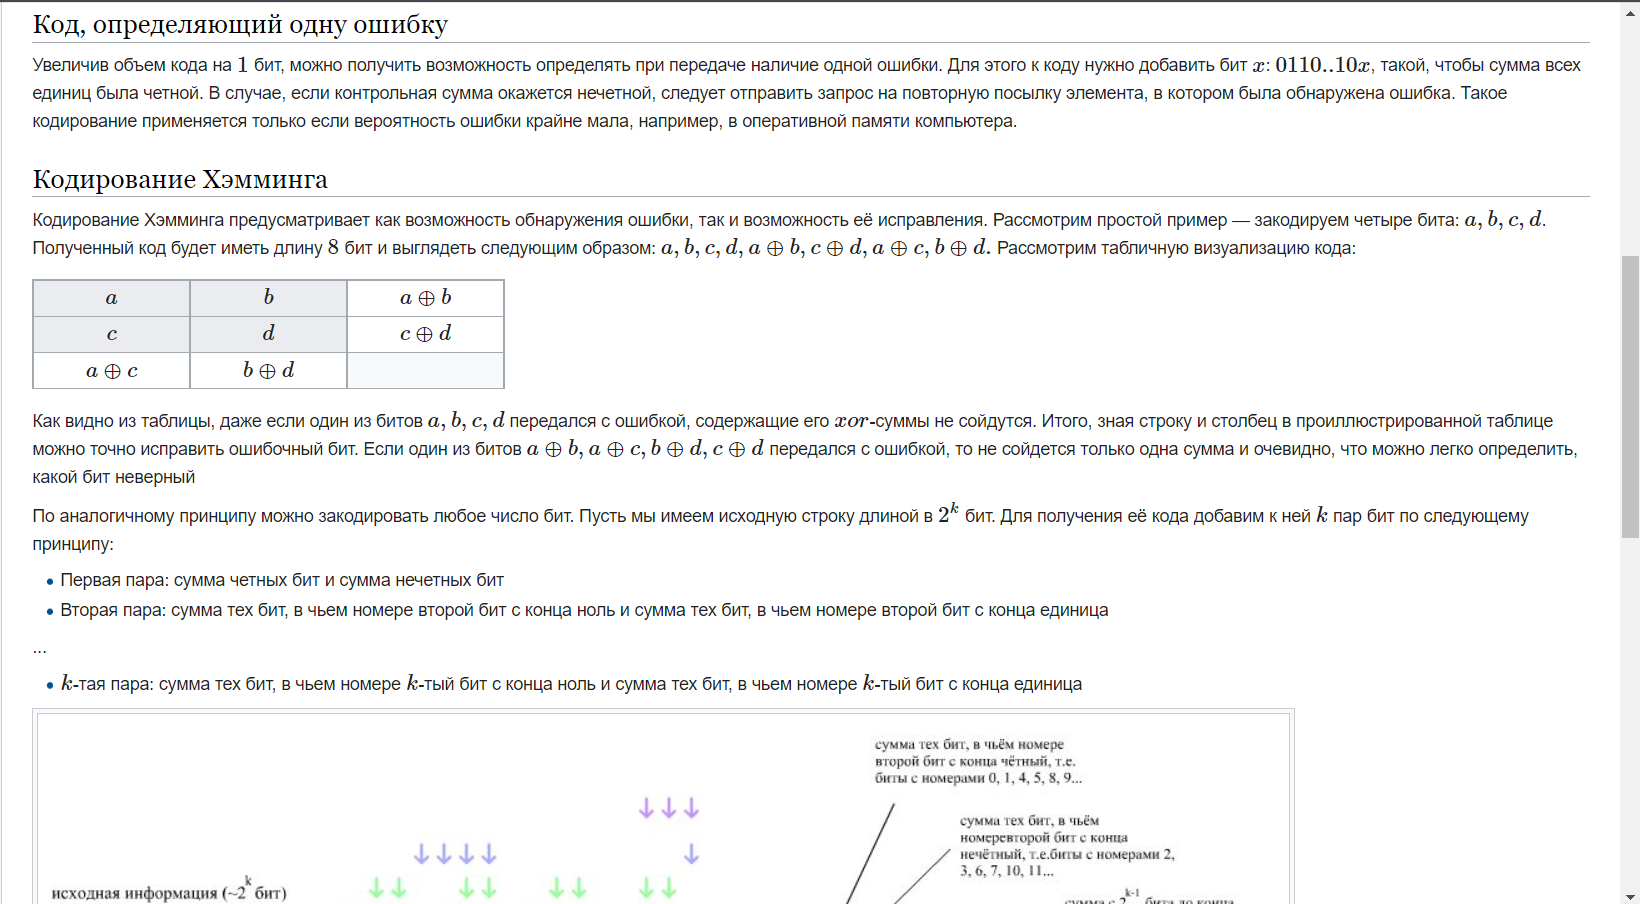 Код, определяющий одну ошибку
Увеличив объем кода на 1 бит, можно получить возможность определять при передаче наличие одной ошибки. Для этого к коду нужно добавить бит x: 0110..10x, такой, чтобы сумма всех
единиц была четной. В случае, если контрольная сумма окажется нечетной, следует отправить запрос на повторную посылку элемента, в котором была обнаружена ошибка. Такое
кодирование применяется только если вероятность ошибки крайне мала, например, в оперативной памяти компьютера.
Кодирование Хэмминга
Кодирование Хэмминга предусматривает как возможность обнаружения ошибки, так и возможность её исправления. Рассмотрим простой пример — закодируем четыре бита: a, b, c, d.
Полученный код будет иметь длину 8 бит и выглядеть следующим образом: a, b, c, d, a ⊕ b, c ⊕ d, a ⊕ c, b ⊕ d. Рассмотрим табличную визуализацию кода:
a b a ⊕ b
c d c ⊕ d
a ⊕ c b ⊕ d
Как видно из таблицы, даже если один из битов a, b, c, d передался с ошибкой, содержащие его xor-суммы не сойдутся. Итого, зная строку и столбец в проиллюстрированной таблице
можно точно исправить ошибочный бит. Если один из битов a ⊕ b, a ⊕ c, b ⊕ d, c ⊕ d передался с ошибкой, то не сойдется только одна сумма и очевидно, что можно легко определить,
какой бит неверный
По аналогичному принципу можно закодировать любое число бит. Пусть мы имеем исходную строку длиной в 2^k бит. Для получения её кода добавим к ней k пар бит по следующему
принципу:
• Первая пара: сумма четных бит и сумма нечетных бит
• Вторая пара: сумма тех бит, в чьем номере второй бит с конца ноль и сумма тех бит, в чьем номере второй бит с конца единица
...
• k-тая пара: сумма тех бит, в чьем номере k-тый бит с конца ноль и сумма тех бит, в чьем номере k-тый бит с конца единица
сумма тех бит, в чьём номере
второй бит с конца чётный, т.е.
биты с номерами 0, 1, 4, 5, 8, 9...
сумма тех бит, в чьём
номеревторой бит с конца
нечётный, т.е.биты с номерами 2,
3, 6, 7, 10, 11...
исходная информация (~2^k бит)
сумма с 2^k-1 бита до конца